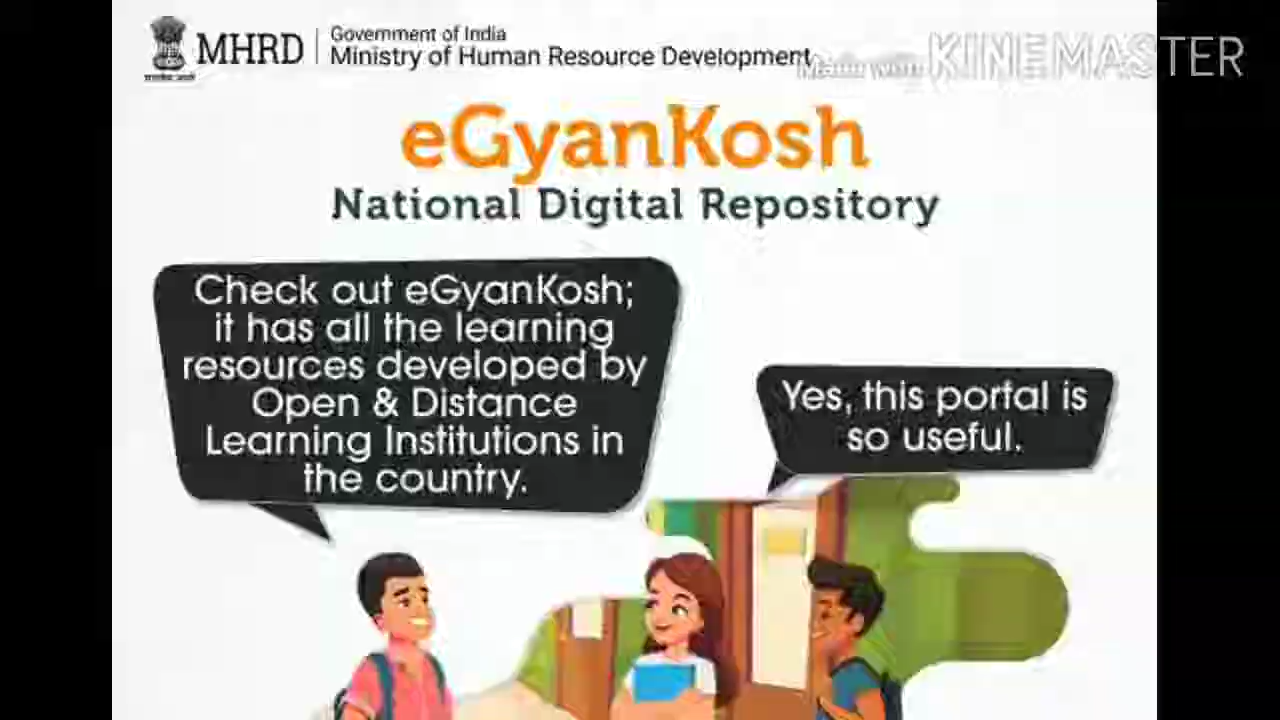 MHRD
Government of India
Ministry of Human Resource Development
Made with KINEMASTER
eGyanKosh
National Digital Repository
Check out eGyanKosh;
it has all the learning
resources developed by
Open & Distance
Learning Institutions in
the country.
Yes, this portal is
so useful.